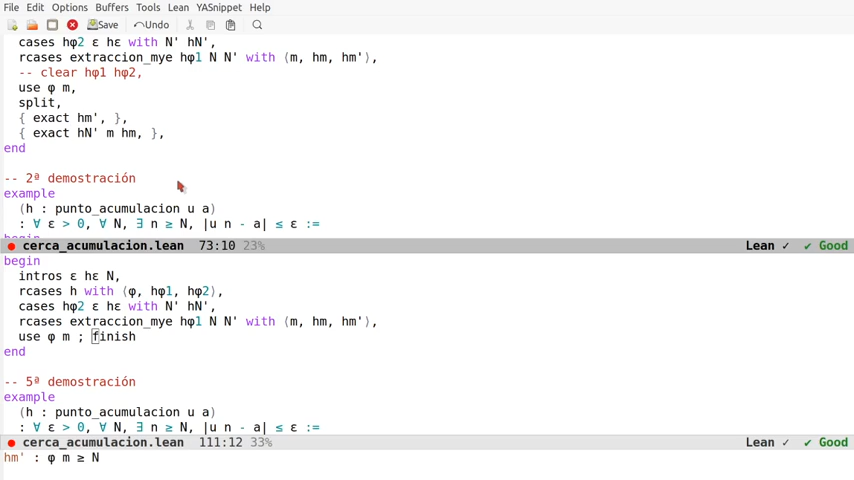 File Edit Options Buffers Tools Lean YASnippet Help
Save Undo
cases hφ2 ε hε with N' hN',
rcases extraccion_mye hφ1 N N' with ⟨m, hm, hm'⟩,
-- clear hφ1 hφ2,
use φ m,
split,
{ exact hm', },
{ exact hN' m hm, },
end
-- 2ª demostración
example
(h : punto_acumulacion u a)
: ∀ ε > 0, ∀ N, ∃ n ≥ N, |u n - a| ≤ ε :=
begin
cerca_acumulacion.lean 73:10 23% Lean ✓ ✔ Good
begin
intros ε hε N,
rcases h with ⟨φ, hφ1, hφ2⟩,
cases hφ2 ε hε with N' hN',
rcases extraccion_mye hφ1 N N' with ⟨m, hm, hm'⟩,
use φ m ; finish
end
-- 5ª demostración
example
(h : punto_acumulacion u a)
: ∀ ε > 0, ∀ N, ∃ n ≥ N, |u n - a| ≤ ε :=
cerca_acumulacion.lean 111:12 33% Lean ✓ ✔ Good
hm' : φ m ≥ N